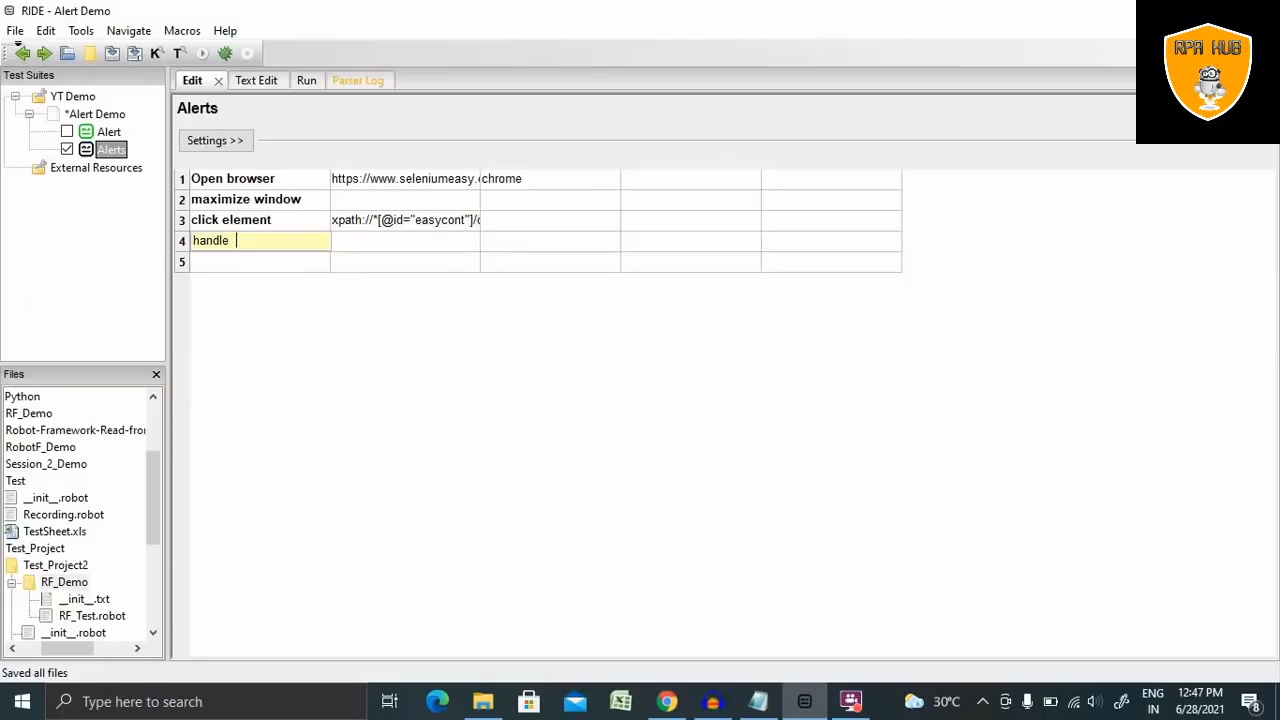 RIDE - Alert Demo
File Edit Tools Navigate Macros Help
K T
RPA HUB
Test Suites
Edit Text Edit Run Parser Log
YT Demo
*Alert Demo
Alert
Alerts
External Resources
Alerts
Settings >>
1 Open browser https://www.seleniumeasy. chrome
2 maximize window
3 click element xpath://*[@id="easycont"]/
4 handle
5
Files
Python
RF_Demo
Robot-Framework-Read-fro
RobotF_Demo
Session_2_Demo
Test
__init__.robot
Recording.robot
TestSheet.xls
Test_Project
Test_Project2
RF_Demo
__init__.txt
RF_Test.robot
__init__.robot
Saved all files
Type here to search
30°C
ENG
IN
12:47 PM
6/28/2021
8